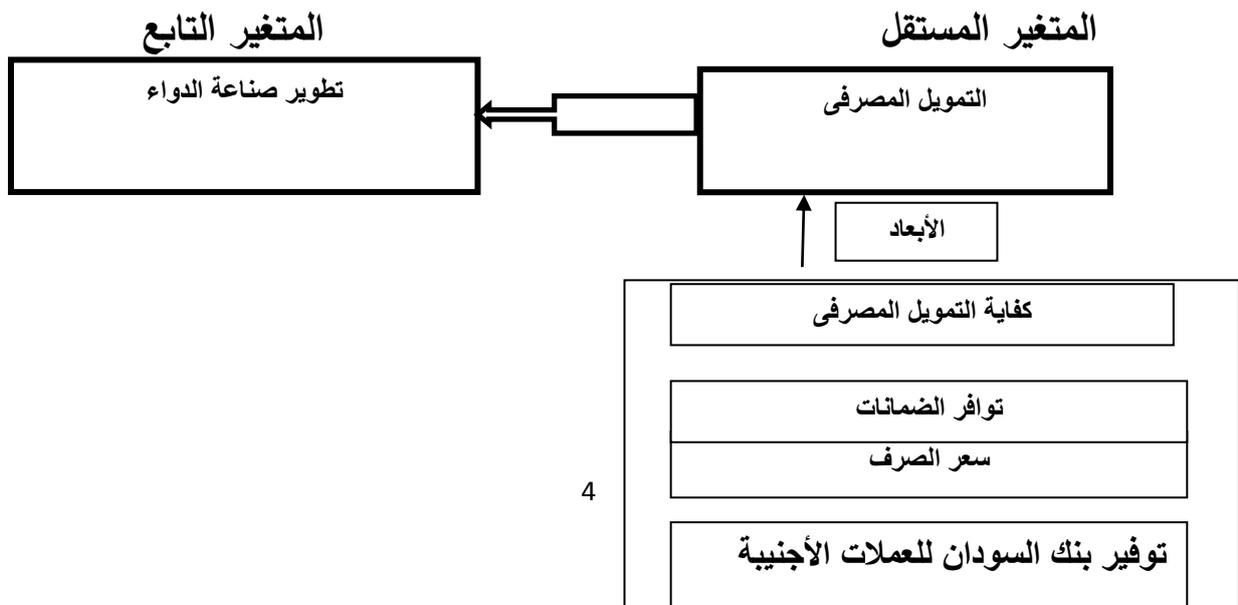 المتغير المستقل
المتغير التابع
التمويل المصرفى
تطوير صناعة الدواء
الأبعاد
كفاية التمويل المصرفى
توافر الضمانات
سعر الصرف
4
توفير بنك السودان للعملات الأجنيبة